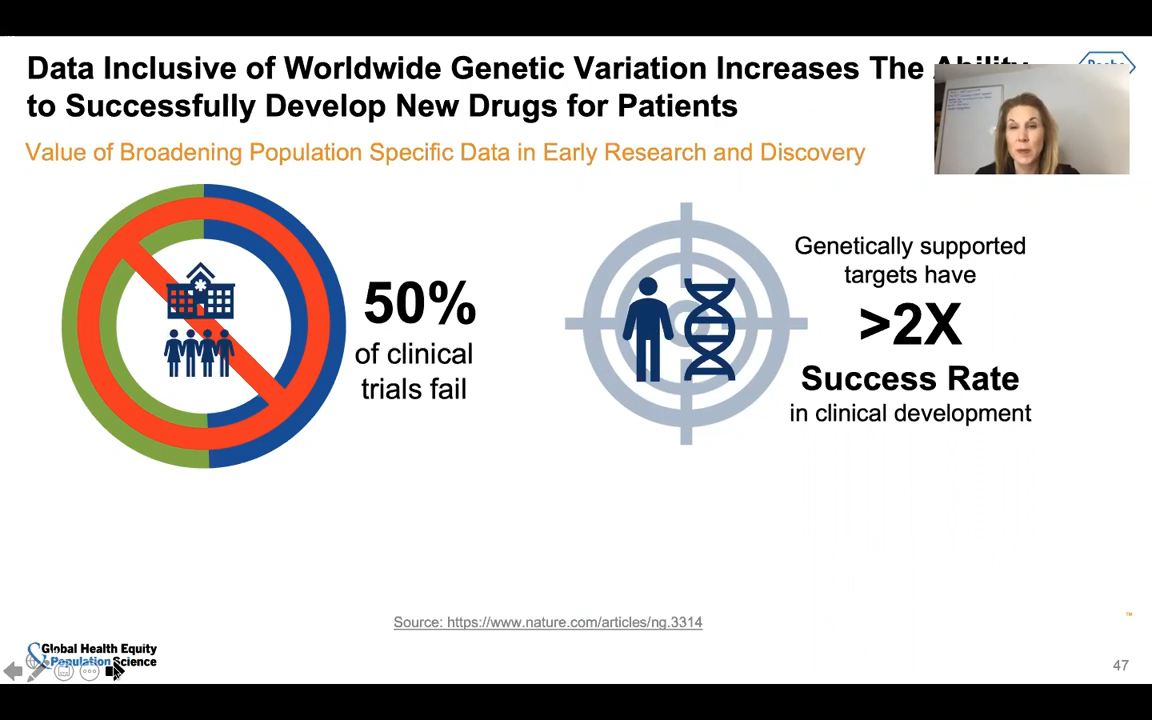 Data Inclusive of Worldwide Genetic Variation Increases The Ability
to Successfully Develop New Drugs for Patients
Value of Broadening Population Specific Data in Early Research and Discovery
50%
of clinical
trials fail
Genetically supported
targets have
>2X
Success Rate
in clinical development
Source: https://www.nature.com/articles/ng.3314
Global Health Equity
& Population Science
47